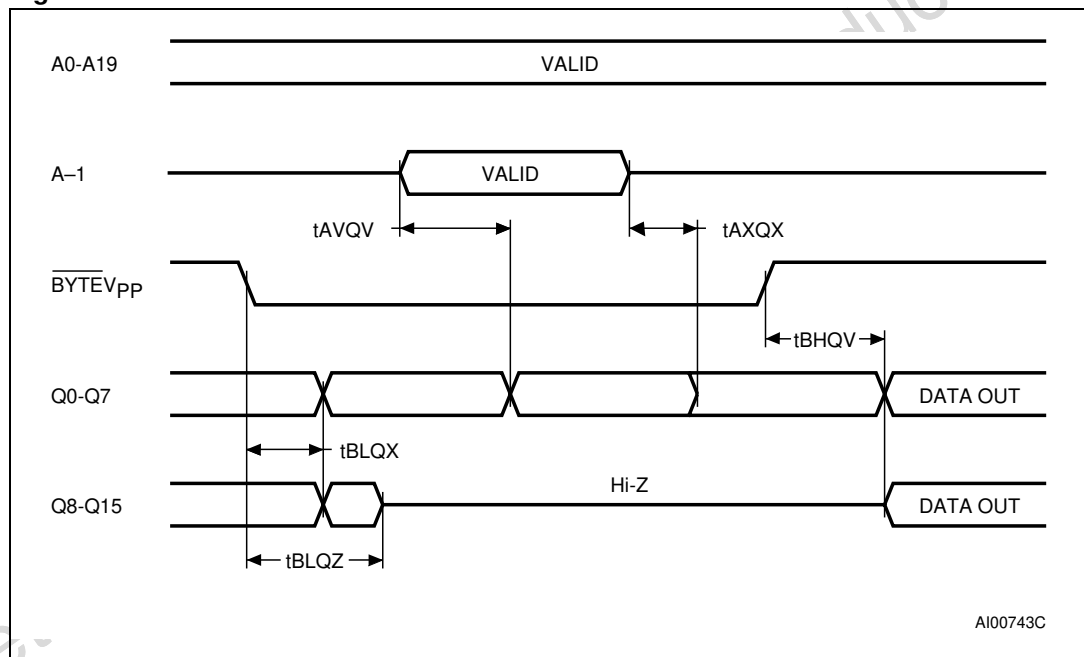 A0-A19 VALID
A–1 VALID
tAVQV tAXQX
BYTEVPP
tBHQV
Q0-Q7 DATA OUT
tBLQX
Hi-Z
Q8-Q15 DATA OUT
tBLQZ
AI00743C